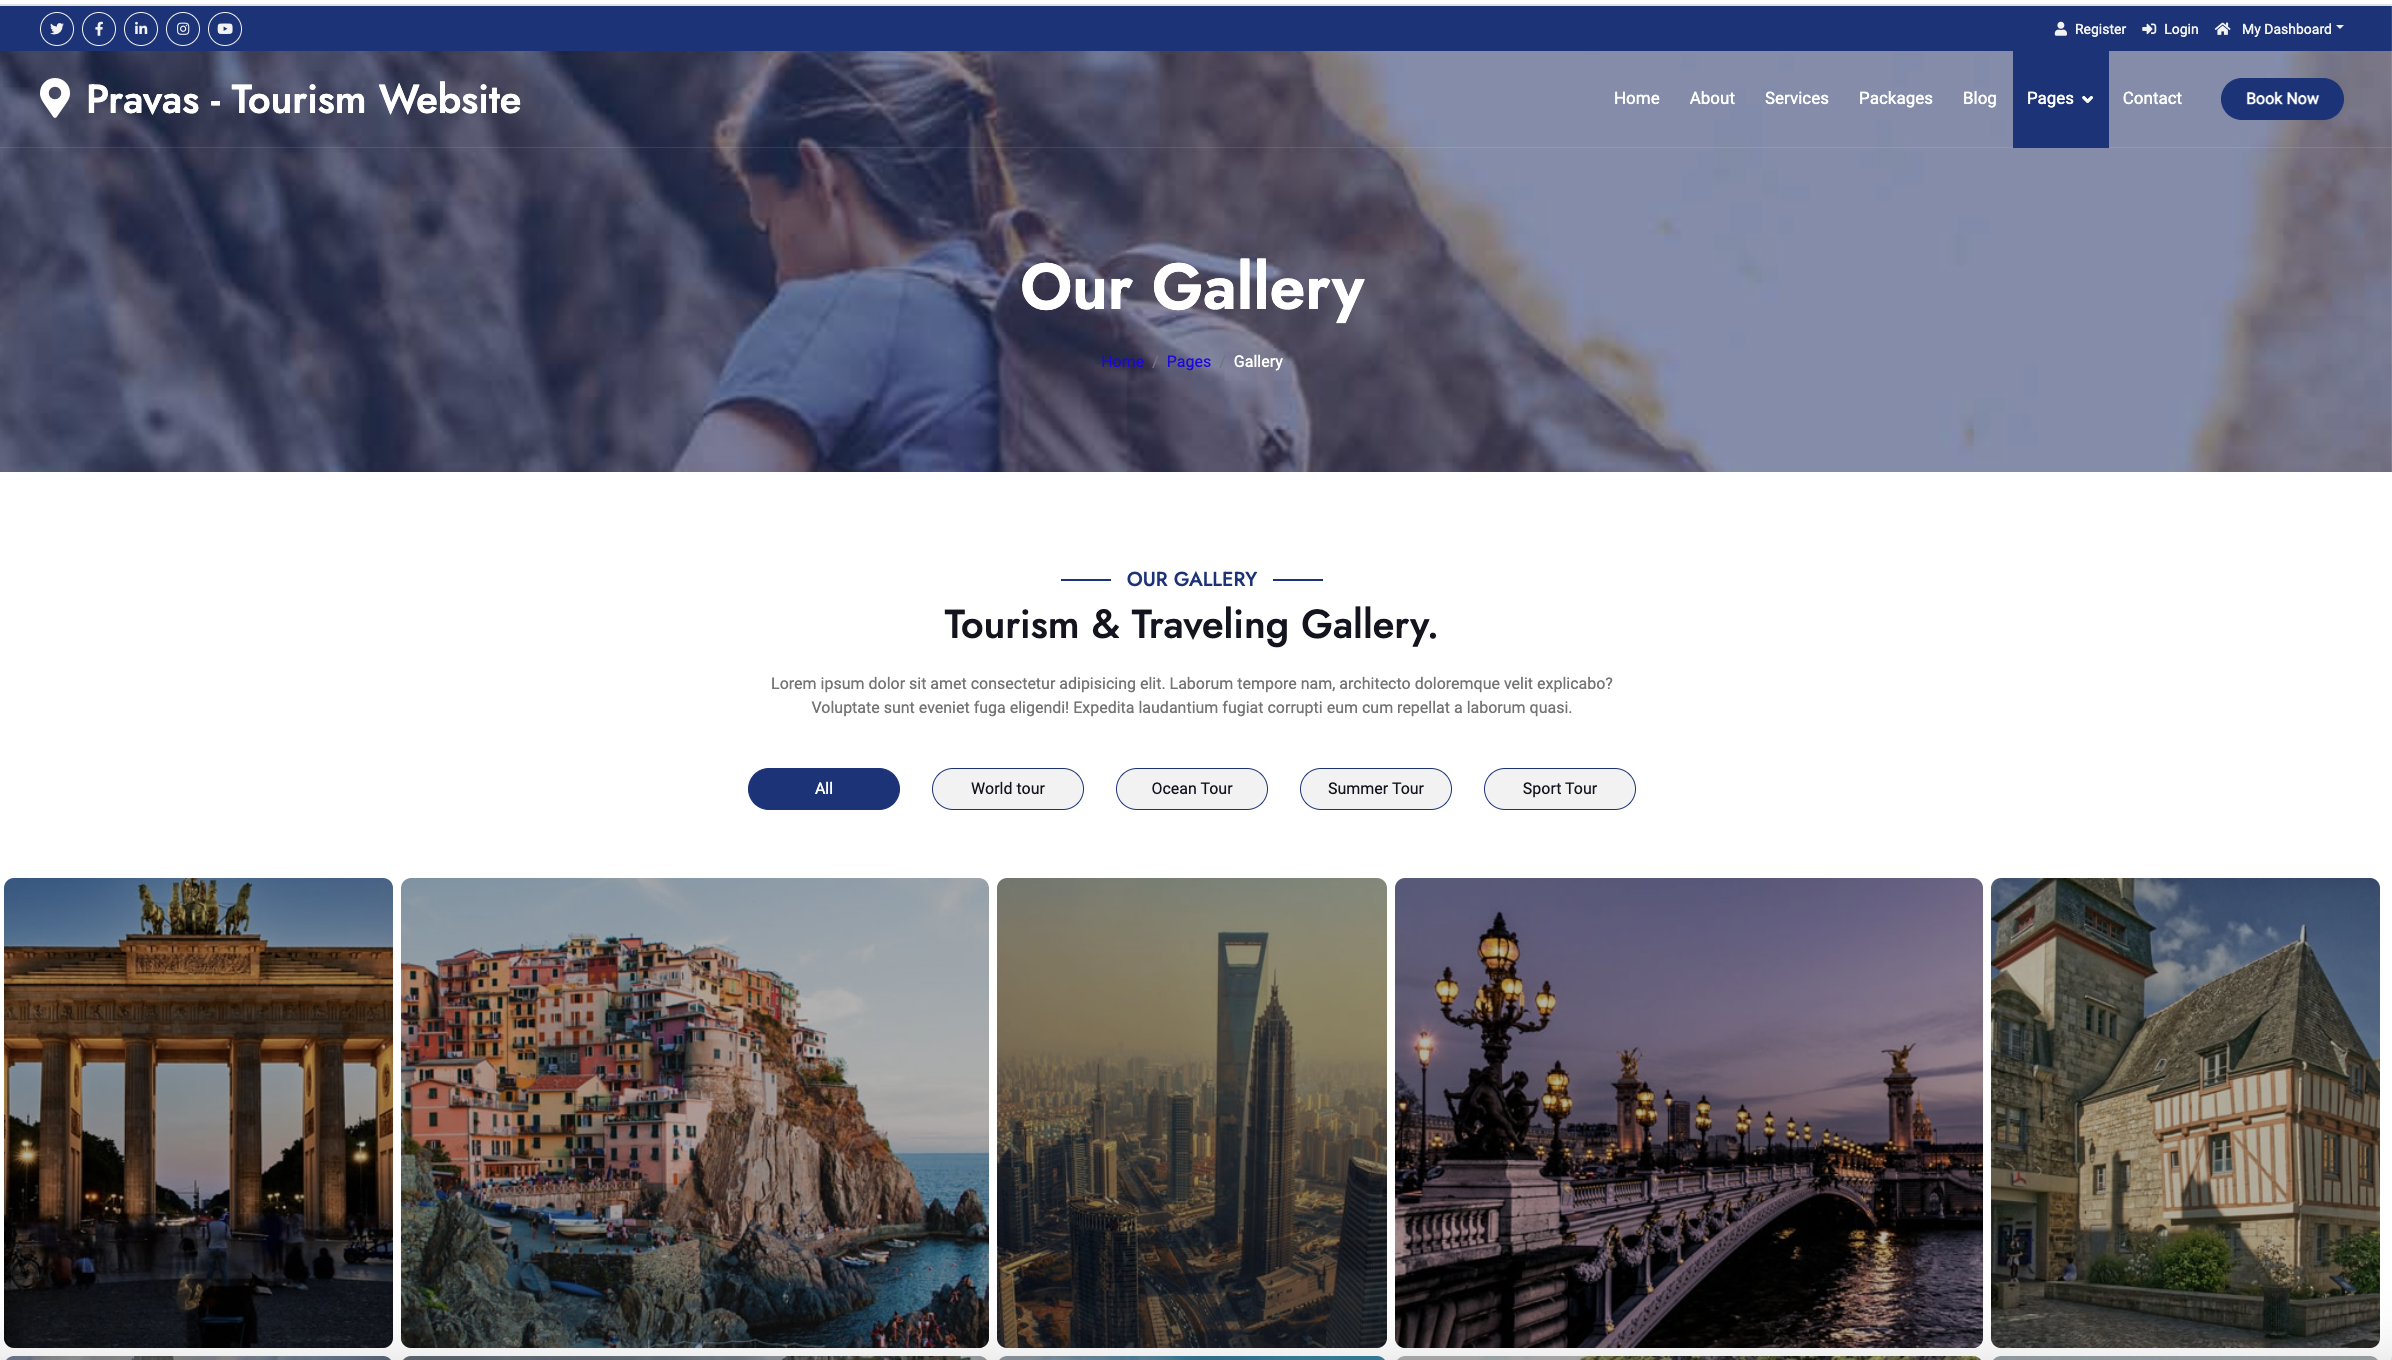 Register Login My Dashboard
Pravas - Tourism Website
Home About Services Packages Blog Pages Contact Book Now
Our Gallery
Home / Pages / Gallery
OUR GALLERY
Tourism & Traveling Gallery.
Lorem ipsum dolor sit amet consectetur adipisicing elit. Laborum tempore nam, architecto doloremque velit explicabo?
Voluptate sunt eveniet fuga eligendi! Expedita laudantium fugiat corrupti eum cum repellat a laborum quasi.
All World tour Ocean Tour Summer Tour Sport Tour